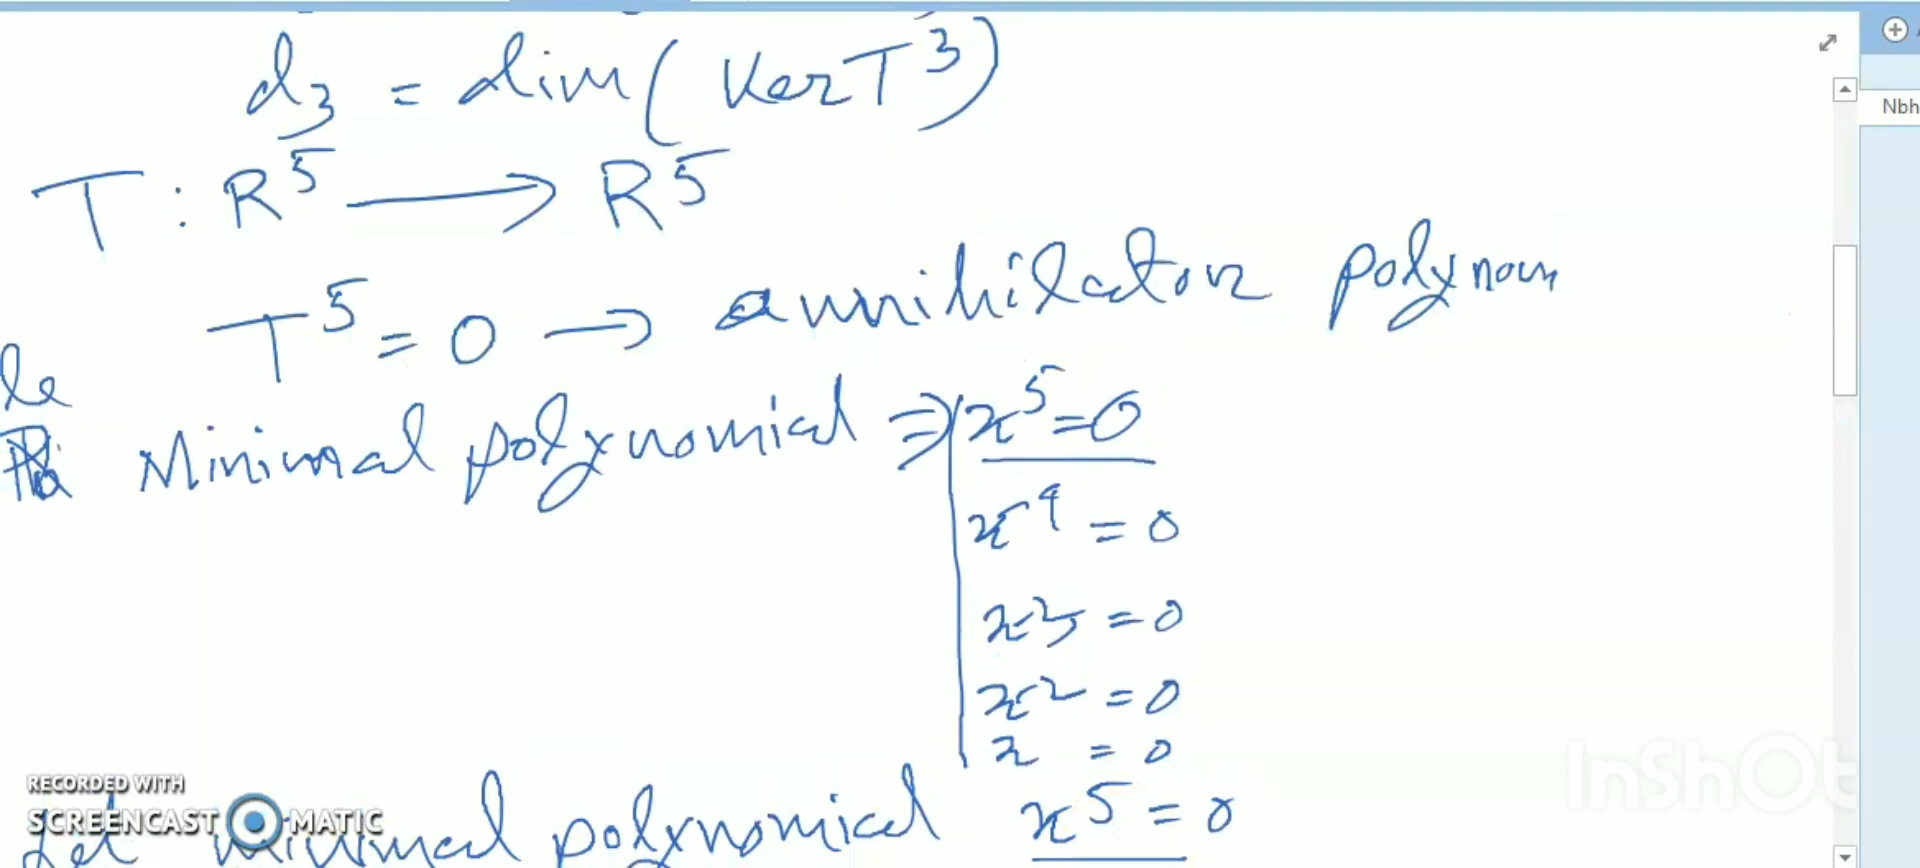 d₃ = dim(KerT³)
T : R⁵ → R⁵
T⁵ = 0 → annihilator polynom
le
Minimal polynomial ⇒ x⁵ = 0
x⁴ = 0
x³ = 0
x² = 0
x = 0
Let minimal polynomial x⁵ = 0
Nbh
RECORDED WITH
SCREENCAST MATIC
InShot